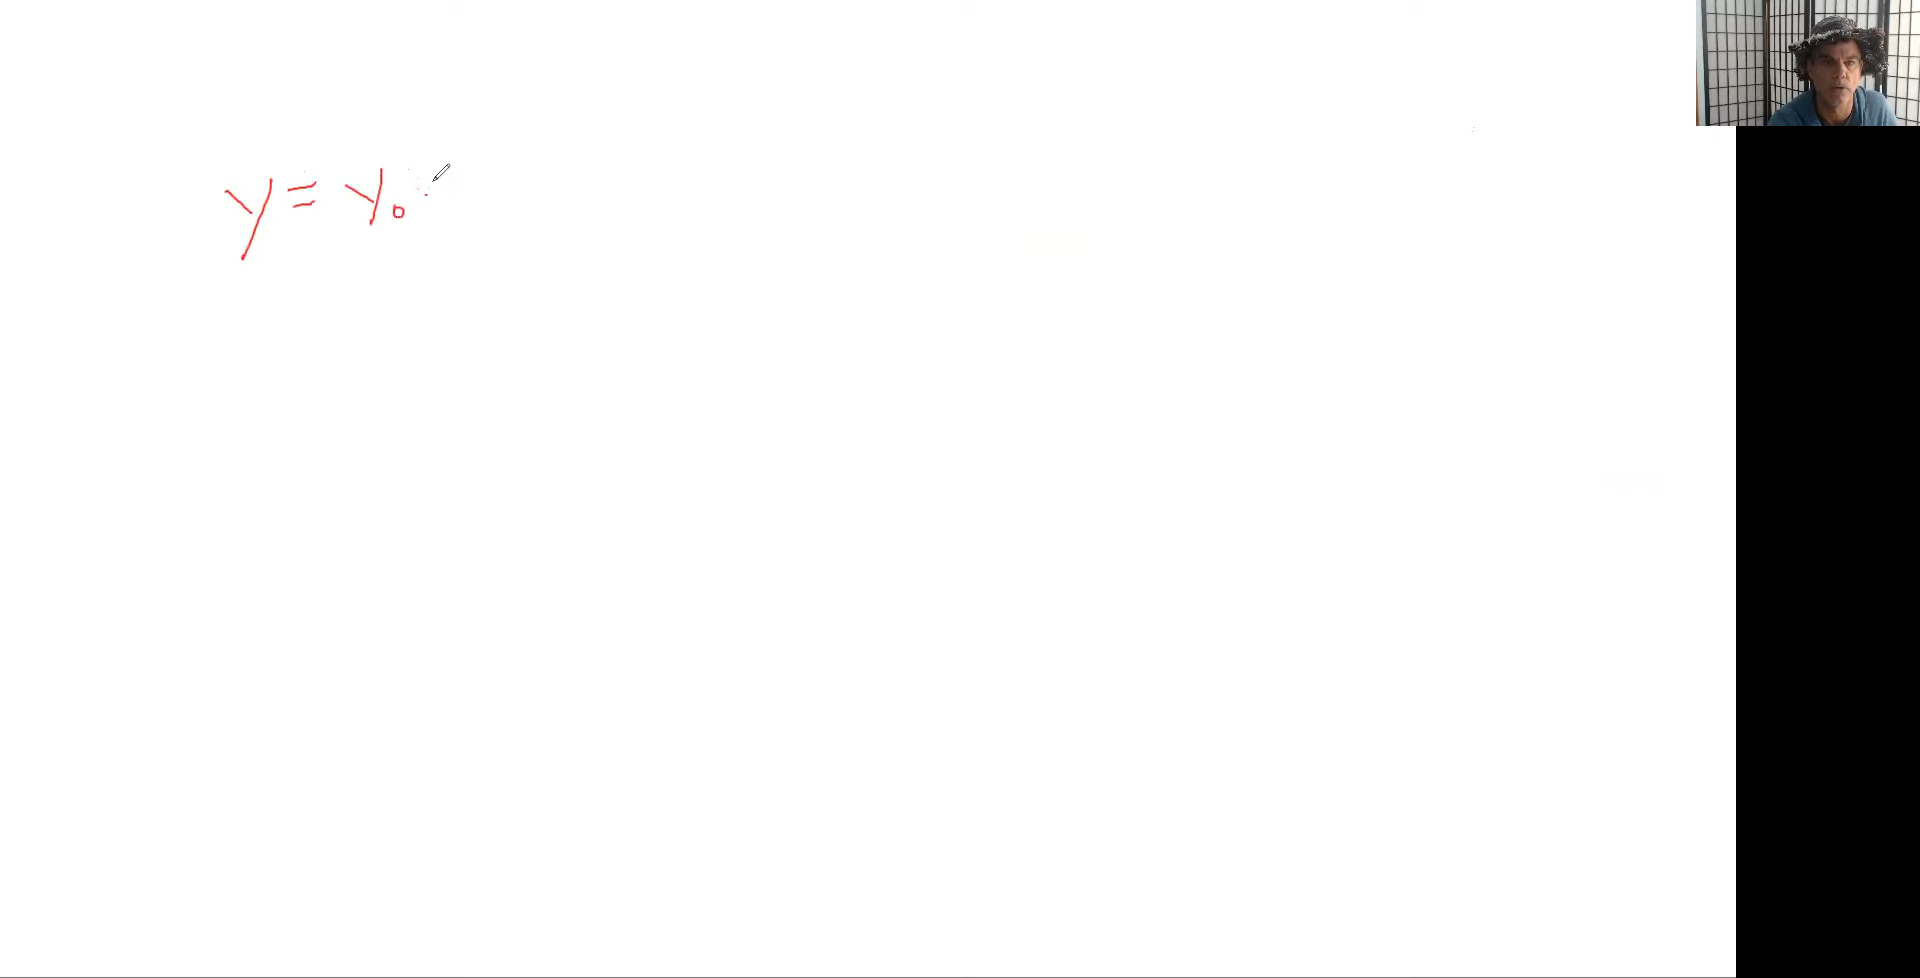 y = y₀